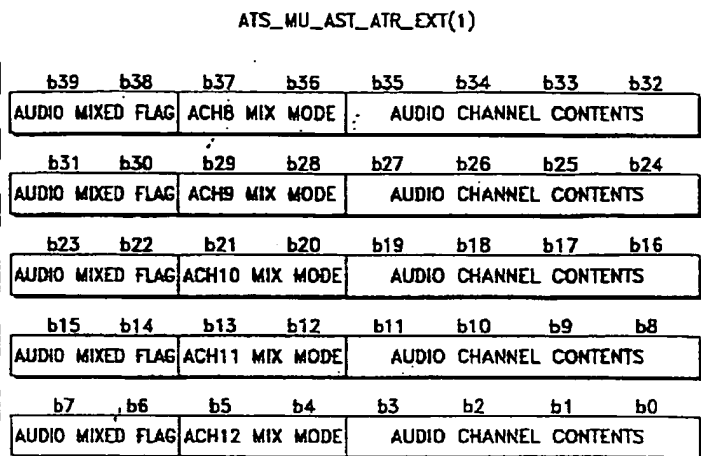 ATS_MU_AST_ATR_EXT(1)
b39 b38 b37 b36 b35 b34 b33 b32
AUDIO MIXED FLAG ACH8 MIX MODE AUDIO CHANNEL CONTENTS
b31 b30 b29 b28 b27 b26 b25 b24
AUDIO MIXED FLAG ACH9 MIX MODE AUDIO CHANNEL CONTENTS
b23 b22 b21 b20 b19 b18 b17 b16
AUDIO MIXED FLAG ACH10 MIX MODE AUDIO CHANNEL CONTENTS
b15 b14 b13 b12 b11 b10 b9 b8
AUDIO MIXED FLAG ACH11 MIX MODE AUDIO CHANNEL CONTENTS
b7 b6 b5 b4 b3 b2 b1 b0
AUDIO MIXED FLAG ACH12 MIX MODE AUDIO CHANNEL CONTENTS